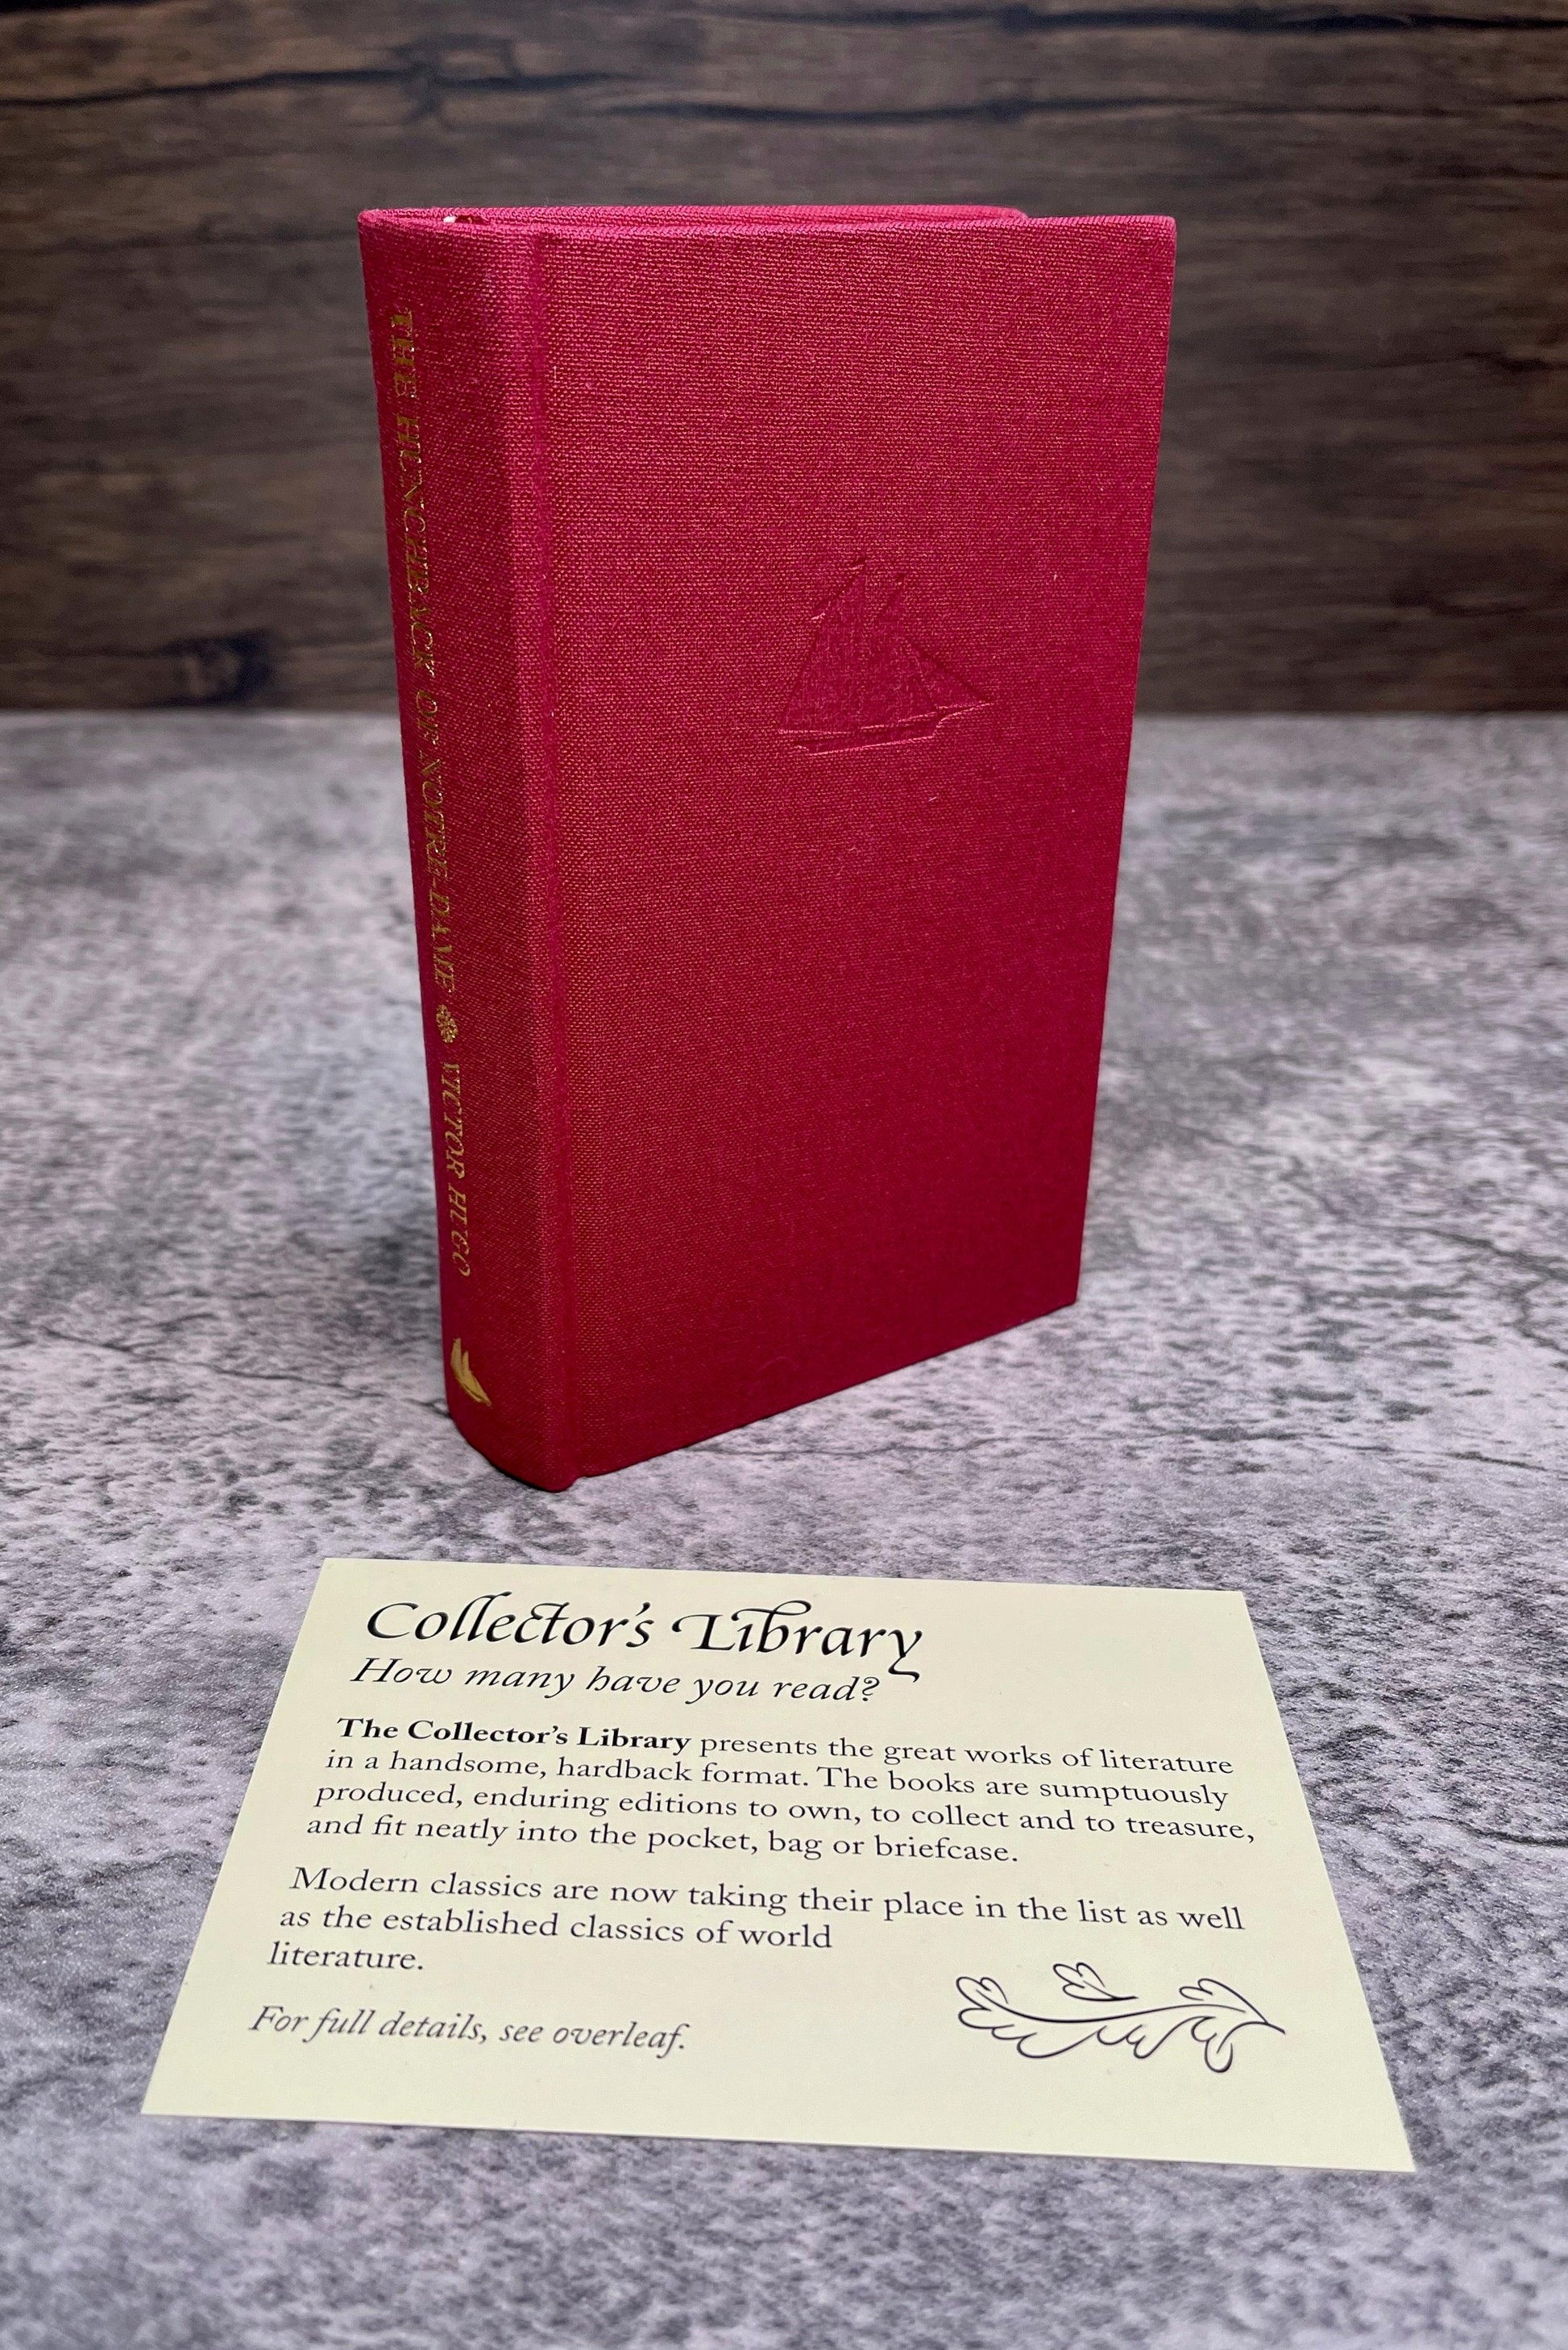 THE HUNCHBACK OF NOTRE-DAME VICTOR HUGO
Collector's Library
How many have you read?
The Collector's Library presents the great works of literature
in a handsome, hardback format. The books are sumptuously
produced, enduring editions to own, to collect and to treasure,
and fit neatly into the pocket, bag or briefcase.
Modern classics are now taking their place in the list as well
as the established classics of world
literature.
For full details, see overleaf.